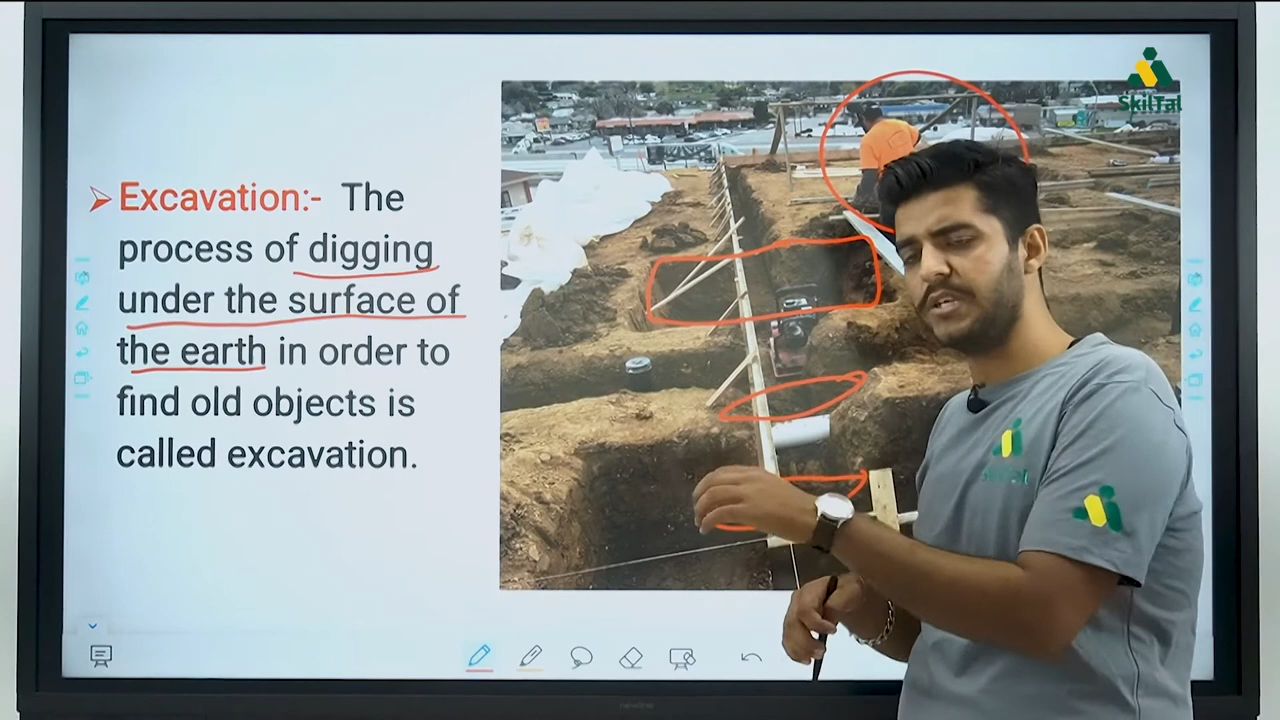 SkilTal
Excavation:- The
process of digging
under the surface of
the earth in order to
find old objects is
called excavation.